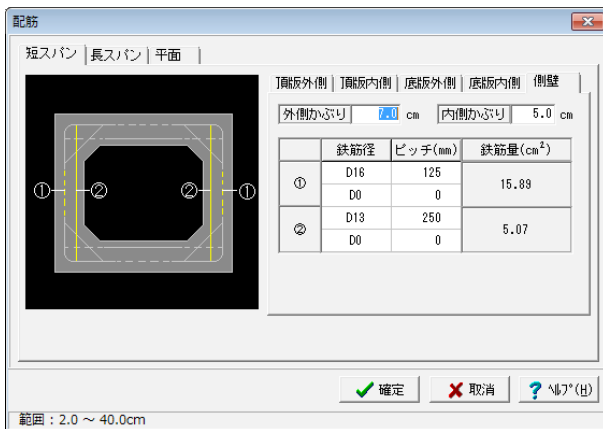 配筋
短スパン 長スパン 平面
頂版外側 頂版内側 底版外側 底版内側 側壁
外側かぶり 7.0 cm 内側かぶり 5.0 cm
鉄筋径 ピッチ(mm) 鉄筋量(cm²)
① D16 125 15.89
D0 0
② D13 250 5.07
D0 0
① ② ② ①
確定 取消 ヘルプ(H)
範囲：2.0 ～ 40.0cm